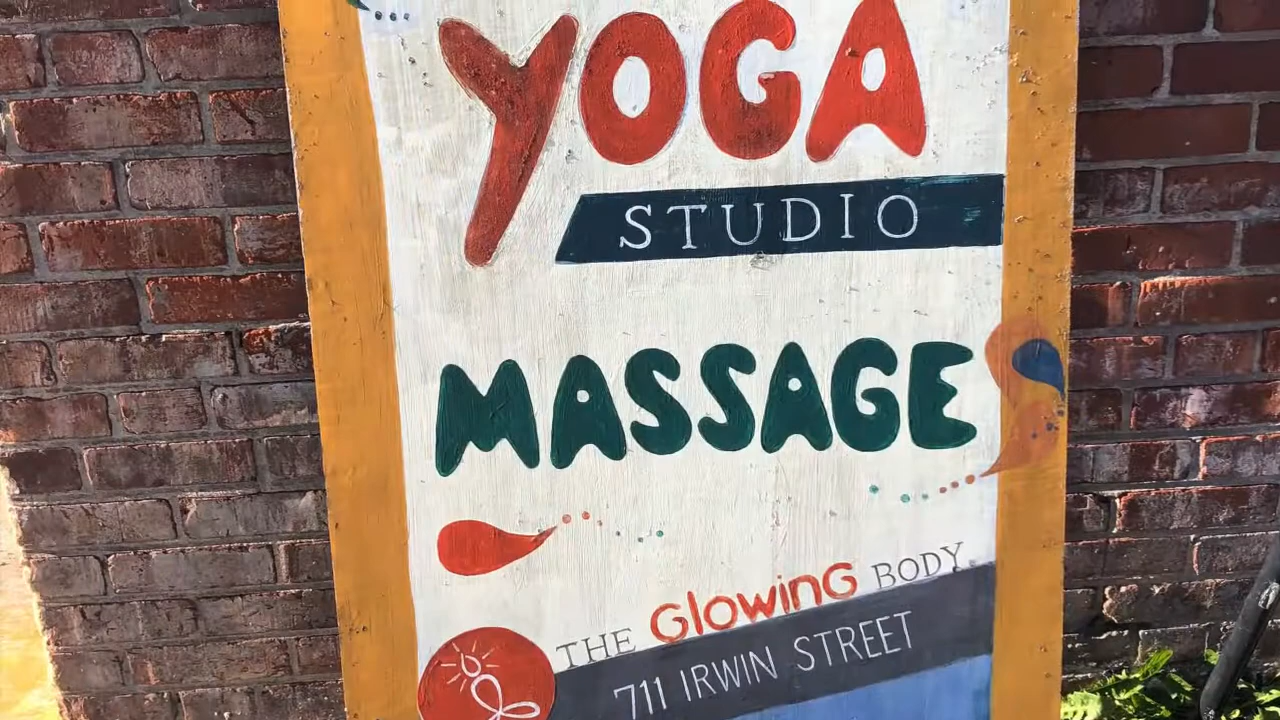 YOGA
STUDIO
MASSAGE
THE GlowinG BODY
711 IRWIN STREET